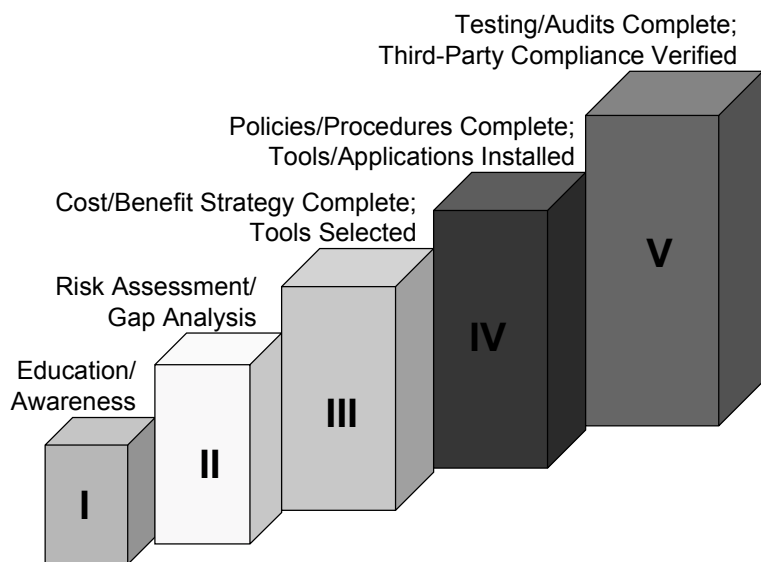 Testing/Audits Complete;
Third-Party Compliance Verified
Policies/Procedures Complete;
Tools/Applications Installed
Cost/Benefit Strategy Complete;
Tools Selected
Risk Assessment/
Gap Analysis
Education/
Awareness
I
II
III
IV
V